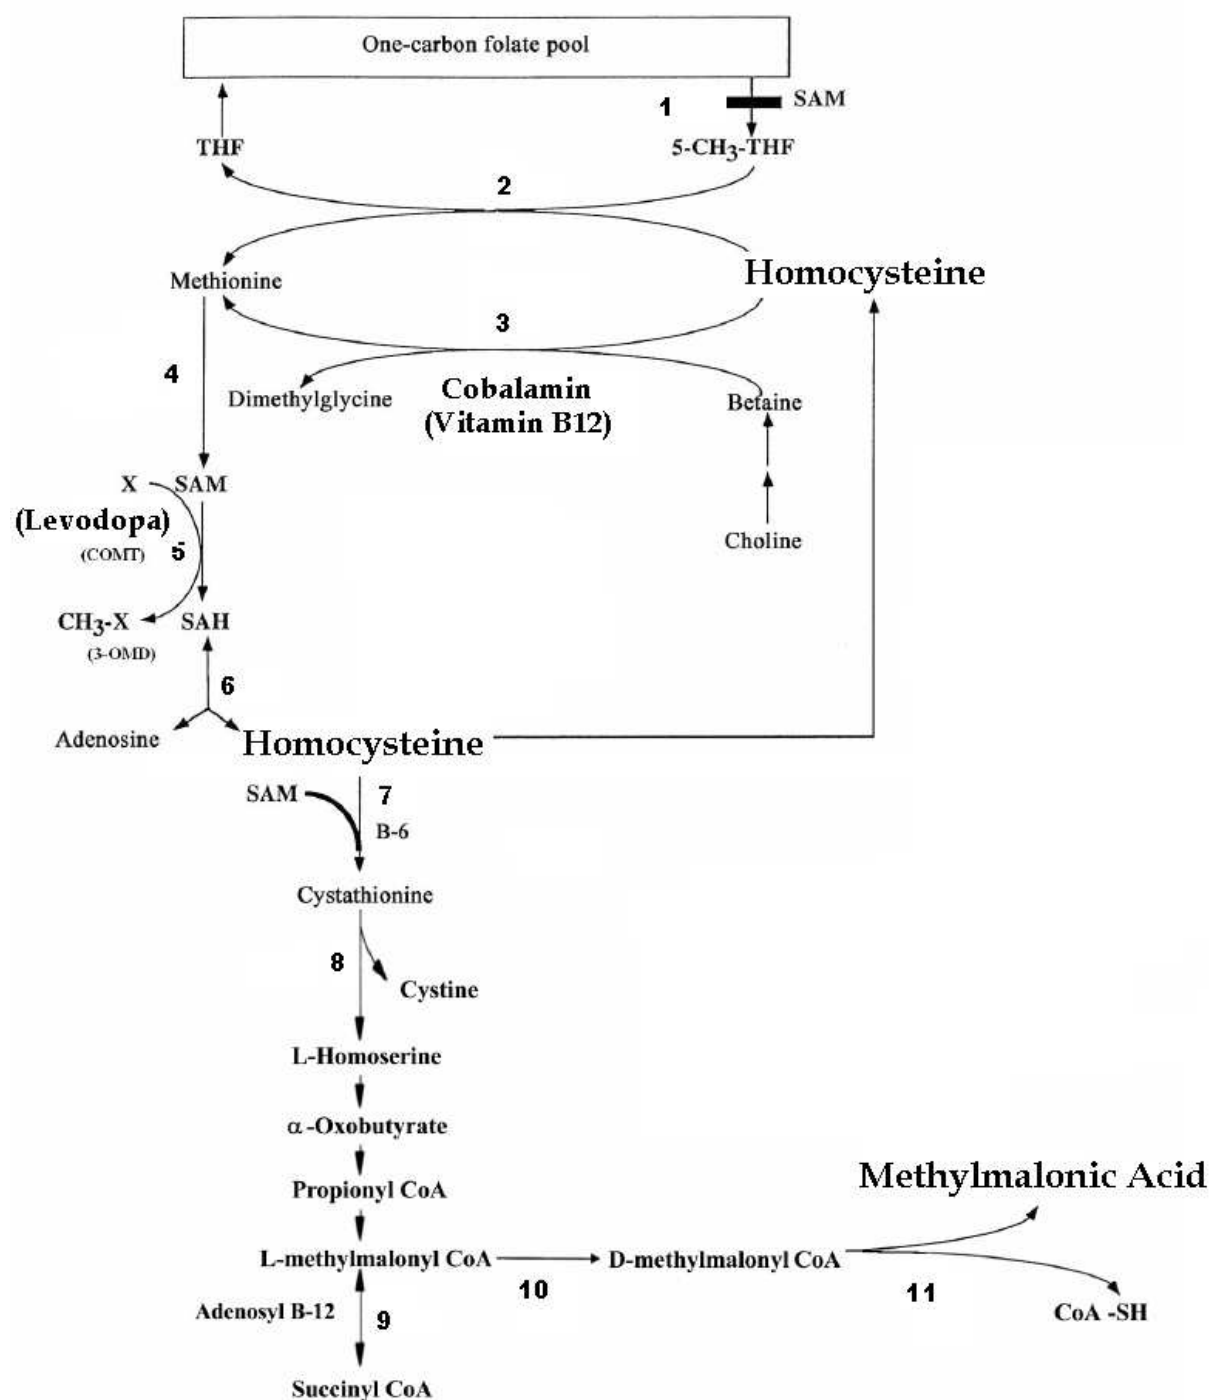 One-carbon folate pool
1
SAM
THF
5-CH3-THF
2
Methionine
Homocysteine
3
4
Dimethylglycine
Cobalamin
(Vitamin B12)
Betaine
X
SAM
(Levodopa)
(COMT)
5
Choline
CH3-X
SAH
(3-OMD)
6
Adenosine
Homocysteine
SAM
7
B-6
Cystathionine
8
Cystine
L-Homoserine
α-Oxobutyrate
Propionyl CoA
Methylmalonic Acid
L-methylmalonyl CoA
D-methylmalonyl CoA
10
11
Adenosyl B-12
9
CoA -SH
Succinyl CoA